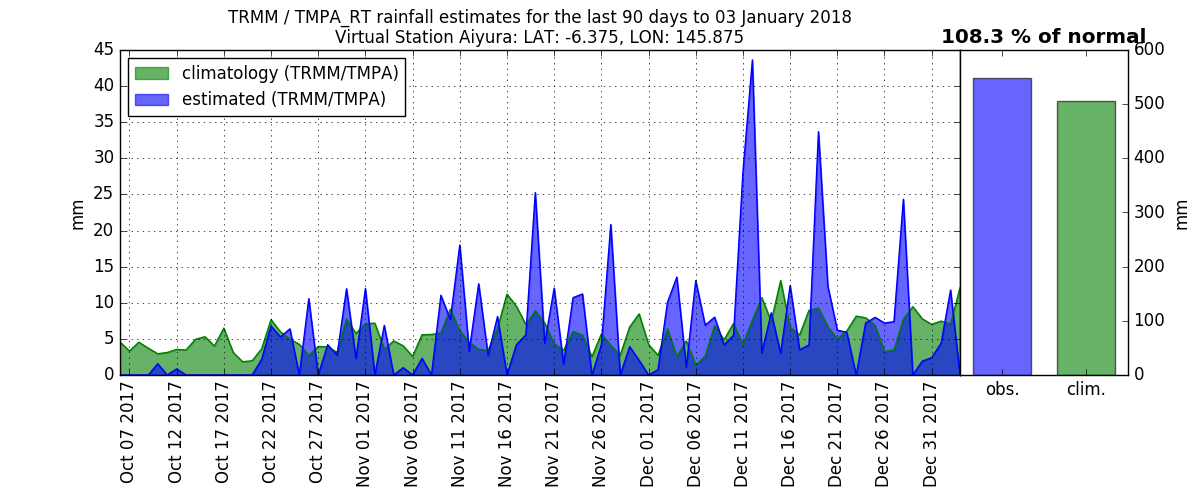 TRMM / TMPA_RT rainfall estimates for the last 90 days to 03 January 2018
Virtual Station Aiyura: LAT: -6.375, LON: 145.875
108.3 % of normal
climatology (TRMM/TMPA)
estimated (TRMM/TMPA)
45
40
35
30
25
20
15
10
5
0
mm
Oct 07 2017
Oct 12 2017
Oct 17 2017
Oct 22 2017
Oct 27 2017
Nov 01 2017
Nov 06 2017
Nov 11 2017
Nov 16 2017
Nov 21 2017
Nov 26 2017
Dec 01 2017
Dec 06 2017
Dec 11 2017
Dec 16 2017
Dec 21 2017
Dec 26 2017
Dec 31 2017
obs.
clim.
600
500
400
300
200
100
0
mm